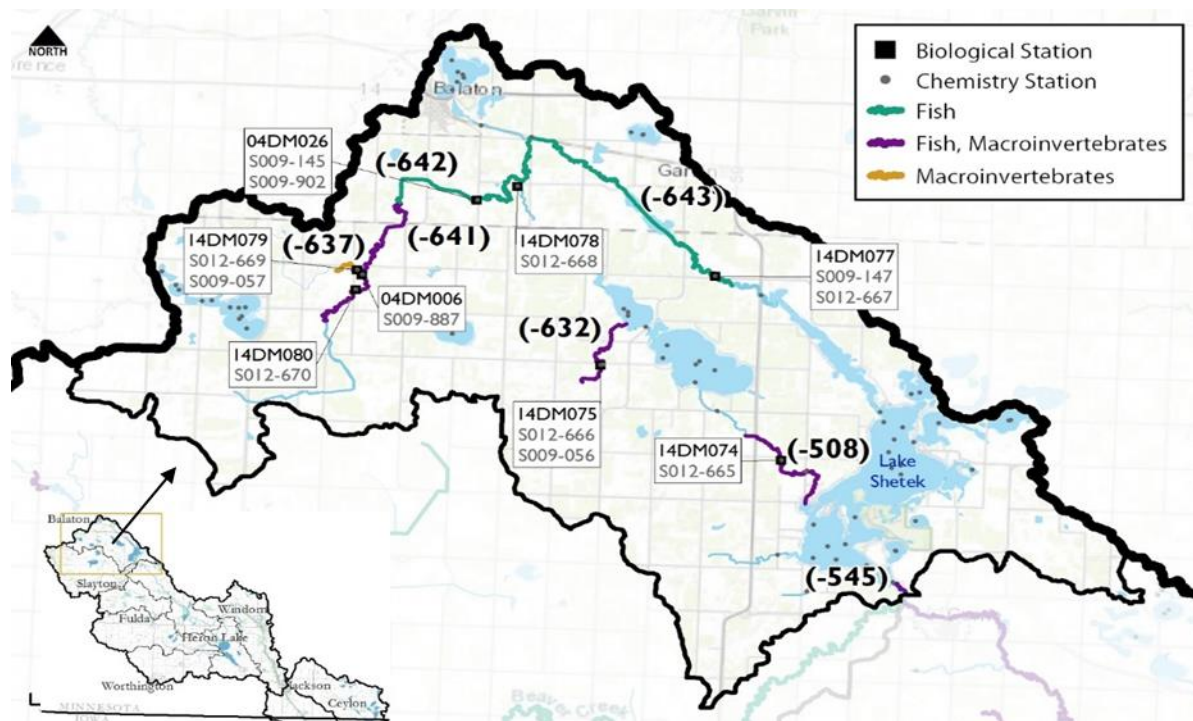 NORTH
orence
14
Balaton
Garvin
Park
Biological Station
Chemistry Station
Fish
Fish, Macroinvertebrates
Macroinvertebrates
04DM026
S009-145
S009-902
(-642)
(-643)
14DM079
S012-669
S009-057
(-637)
(-641)
14DM078
S012-668
14DM077
S009-147
S012-667
04DM006
S009-887
14DM080
S012-670
(-632)
14DM075
S012-666
S009-056
14DM074
S012-665
(-508)
Lake
Shetek
(-545)
Balaton
Slayton
Fulda
Windom
Heron Lake
Worthington
Jackson
Ceylon
MINNESOTA
IOWA
Beaver Creek